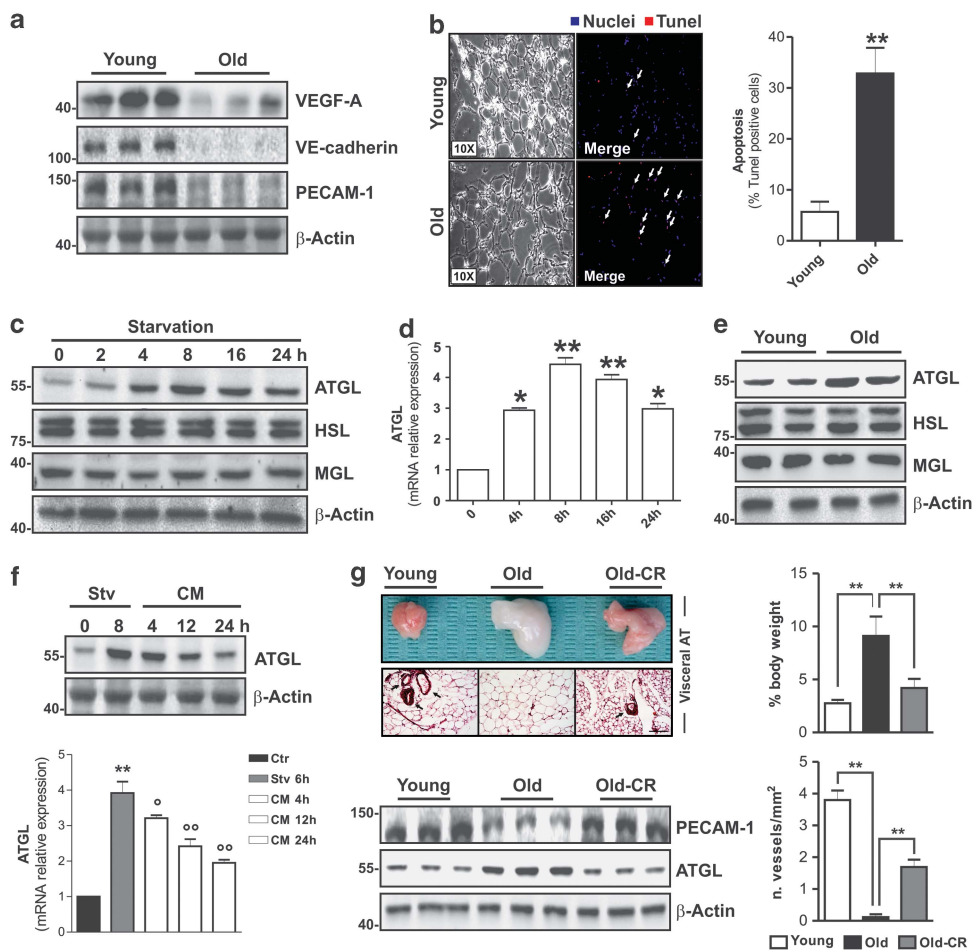 a
Young Old
40- VEGF-A
100- VE-cadherin
150- PECAM-1
40- β-Actin
b
Nuclei Tunel
Young
10X
Merge
Old
10X
Merge
Apoptosis
(% Tunel positive cells)
40
30
20
10
0
**
Young Old
c
Starvation
0 2 4 8 16 24 h
55- ATGL
75- HSL
40- MGL
40- β-Actin
d
ATGL
(mRNA relative expression)
5
4
3
2
1
0
* ** ** *
0 4h 8h 16h 24h
e
Young Old
55- ATGL
75- HSL
40- MGL
40- β-Actin
f
Stv CM
0 8 4 12 24 h
55- ATGL
40- β-Actin
ATGL
(mRNA relative expression)
5
4
3
2
1
0
** ° °° °°
Ctr
Stv 6h
CM 4h
CM 12h
CM 24h
g
Young Old Old-CR
Visceral AT
Young Old Old-CR
150- PECAM-1
55- ATGL
40- β-Actin
% body weight
15
10
5
0
** **
n. vessels/mm²
5
4
3
2
1
0
**
**
Young Old Old-CR